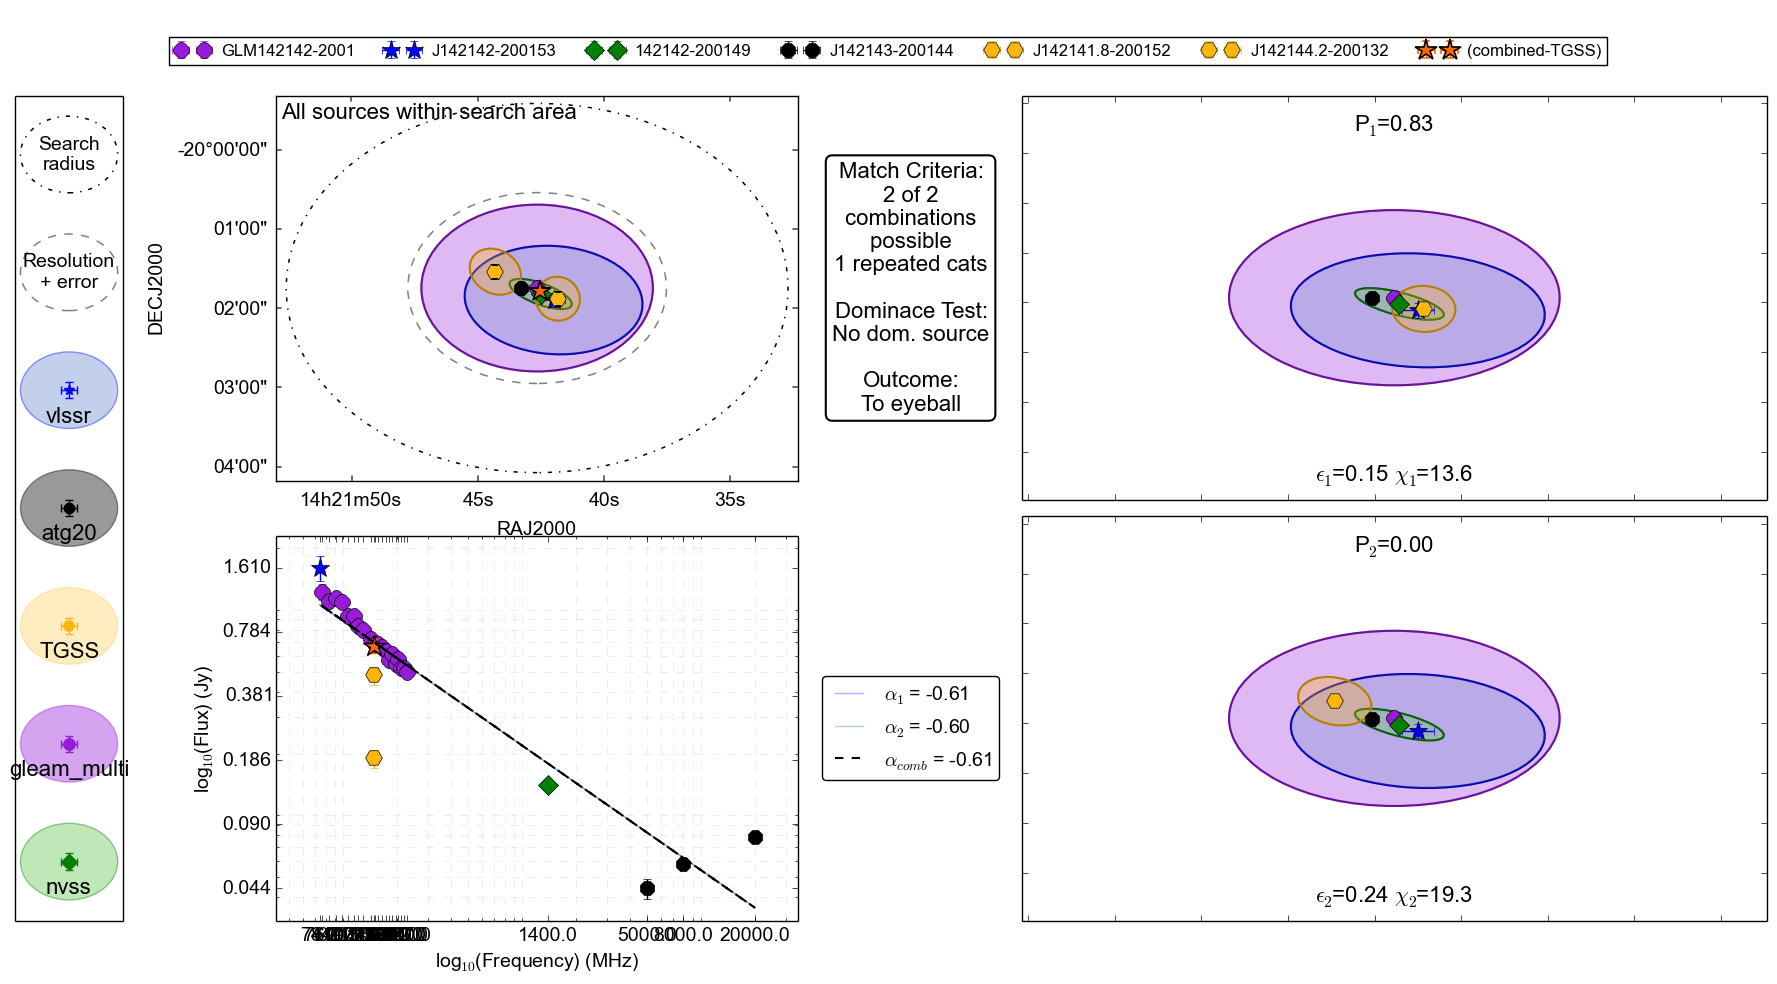 GLM142142-2001 J142142-200153 142142-200149 J142143-200144 J142141.8-200152 J142144.2-200132 (combined-TGSS)
Search
radius
Resolution
+ error
vlssr
atg20
TGSS
gleam_multi
nvss
All sources within search area
DECJ2000
-20°00'00"
01'00"
02'00"
03'00"
04'00"
14h21m50s 45s 40s 35s
RAJ2000
Match Criteria:
2 of 2
combinations
possible
1 repeated cats
Dominace Test:
No dom. source
Outcome:
To eyeball
P1=0.83
ϵ1=0.15 χ1=13.6
P2=0.00
ϵ2=0.24 χ2=19.3
log10(Flux) (Jy)
1.610
0.784
0.381
0.186
0.090
0.044
1400.0 5000.0 8000.0 20000.0
log10(Frequency) (MHz)
α1 = -0.61
α2 = -0.60
αcomb = -0.61